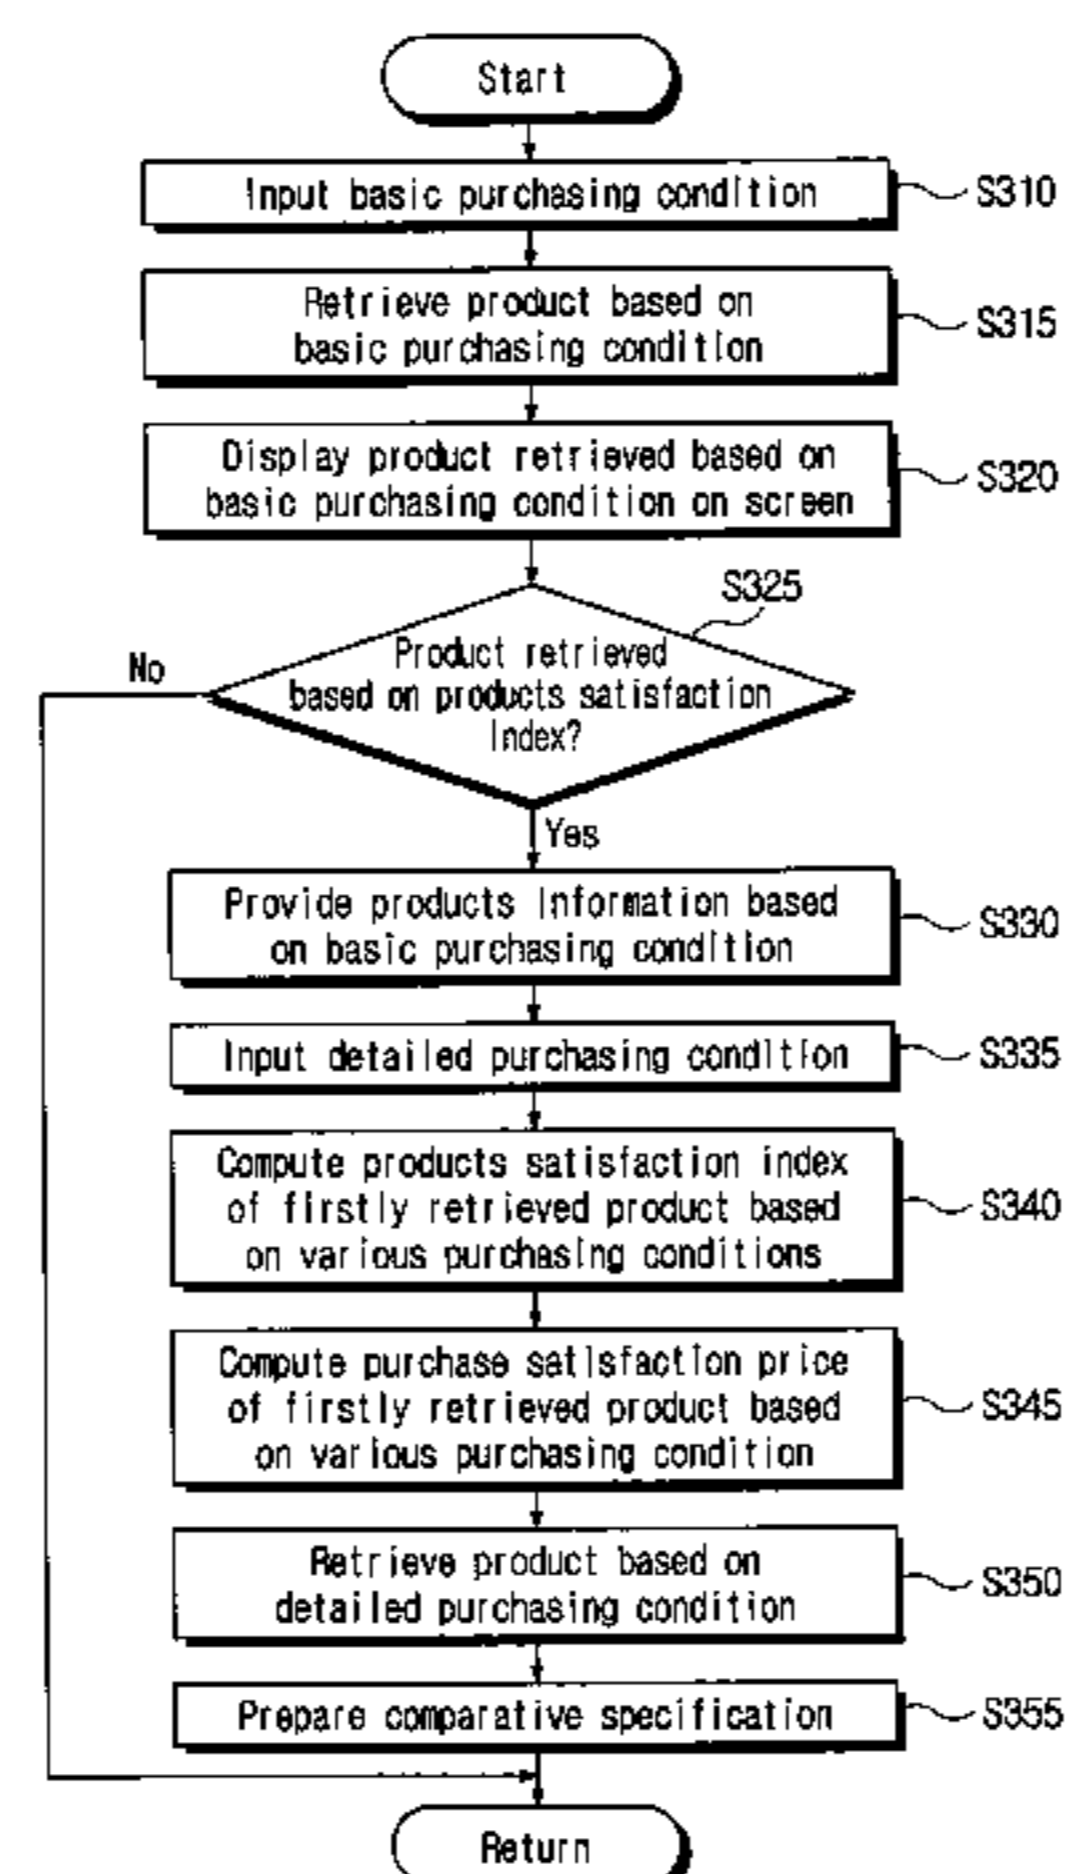 Start
Input basic purchasing condition
S310
Retrieve product based on
basic purchasing condition
S315
Display product retrieved based on
basic purchasing condition on screen
S320
S325
Product retrieved
based on products satisfaction
Index?
No
Yes
Provide products Information based
on basic purchasing condition
S330
Input detailed purchasing condition
S335
Compute products satisfaction index
of firstly retrieved product based
on various purchasing conditions
S340
Compute purchase satisfaction price
of firstly retrieved product based
on various purchasing condition
S345
Retrieve product based on
detailed purchasing condition
S350
Prepare comparative specification
S355
Return